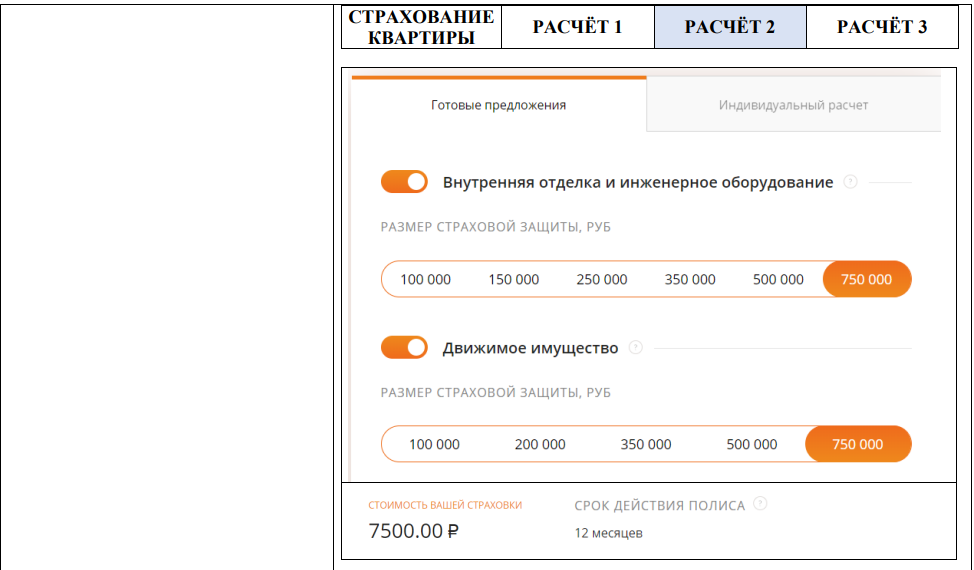 СТРАХОВАНИЕ КВАРТИРЫ РАСЧЁТ 1 РАСЧЁТ 2 РАСЧЁТ 3
Готовые предложения Индивидуальный расчет
Внутренняя отделка и инженерное оборудование ?
РАЗМЕР СТРАХОВОЙ ЗАЩИТЫ, РУБ
100 000 150 000 250 000 350 000 500 000 750 000
Движимое имущество ?
РАЗМЕР СТРАХОВОЙ ЗАЩИТЫ, РУБ
100 000 200 000 350 000 500 000 750 000
СТОИМОСТЬ ВАШЕЙ СТРАХОВКИ СРОК ДЕЙСТВИЯ ПОЛИСА ?
7500.00 ₽ 12 месяцев